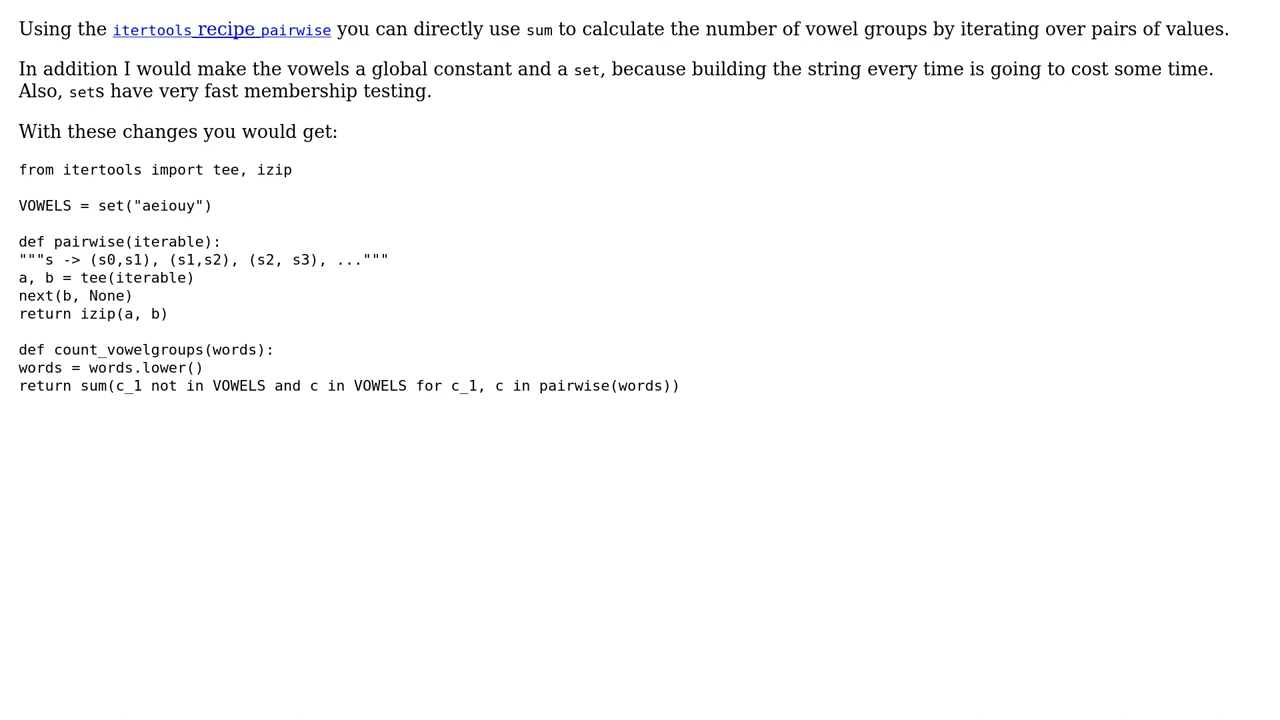 Using the itertools recipe pairwise you can directly use sum to calculate the number of vowel groups by iterating over pairs of values.
In addition I would make the vowels a global constant and a set, because building the string every time is going to cost some time.
Also, sets have very fast membership testing.
With these changes you would get:
from itertools import tee, izip
VOWELS = set("aeiouy")
def pairwise(iterable):
"""s -> (s0,s1), (s1,s2), (s2, s3), ..."""
a, b = tee(iterable)
next(b, None)
return izip(a, b)
def count_vowelgroups(words):
words = words.lower()
return sum(c_1 not in VOWELS and c in VOWELS for c_1, c in pairwise(words))